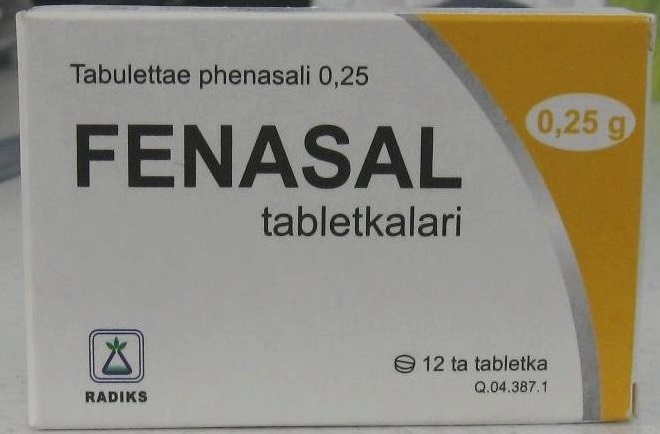 Tabulettae phenasali 0,25
0,25 g
FENASAL
tabletkalari
12 ta tabletka
Q.04.387.1
RADIKS